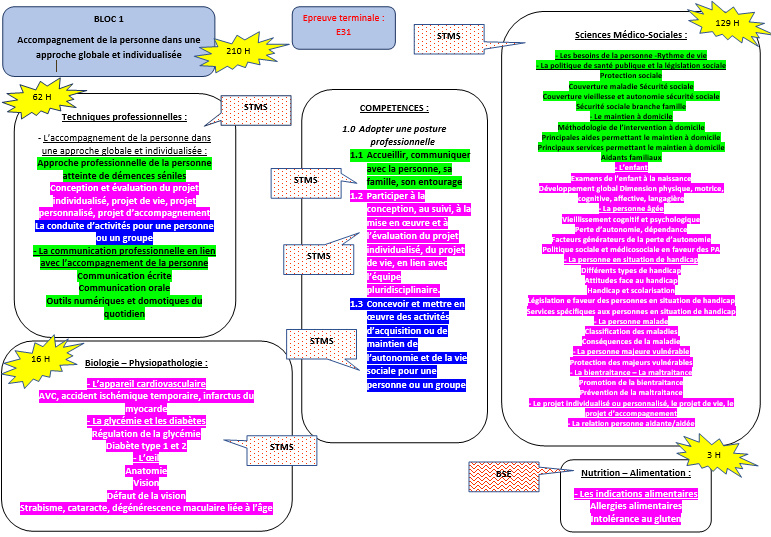 BLOC 1
Accompagnement de la personne dans une
approche globale et individualisée
210 H
Epreuve terminale :
E31
STMS
129 H
62 H
Techniques professionnelles :
- L'accompagnement de la personne dans
une approche globale et individualisée :
Approche professionnelle de la personne
atteinte de démences séniles
Conception et évaluation du projet
individualisé, projet de vie, projet
personnalisé, projet d'accompagnement
La conduite d'activités pour une personne
ou un groupe
- La communication professionnelle en lien
avec l'accompagnement de la personne
Communication écrite
Communication orale
Outils numériques et domotiques du
quotidien
STMS
COMPETENCES :
1.0 Adopter une posture
professionnelle
1.1 Accueillir, communiquer
avec la personne, sa
famille, son entourage
1.2 Participer à la
conception, au suivi, à la
mise en œuvre et à
l'évaluation du projet
individualisé, du projet
de vie, en lien avec
l'équipe
pluridisciplinaire.
1.3 Concevoir et mettre en
œuvre des activités
d'acquisition ou de
maintien de
l'autonomie et de la vie
sociale pour une
personne ou un groupe
STMS
STMS
STMS
Sciences Médico-Sociales :
- Les besoins de la personne -Rythme de vie
- La politique de santé publique et la législation sociale
Protection sociale
Couverture maladie Sécurité sociale
Couverture vieillesse et autonomie sécurité sociale
Sécurité sociale branche famille
- Le maintien à domicile
Méthodologie de l'intervention à domicile
Principales aides permettant le maintien à domicile
Principaux services permettant le maintien à domicile
Aidants familiaux
- L'enfant
Examens de l'enfant à la naissance
Développement global Dimension physique, motrice,
cognitive, affective, langagière
- La personne âgée
Vieillissement cognitif et psychologique
Perte d'autonomie, dépendance
Facteurs générateurs de la perte d'autonomie
Politique sociale et médicosociale en faveur des PA
- La personne en situation de handicap
Différents types de handicap
Attitudes face au handicap
Handicap et scolarisation
Législation e faveur des personnes en situation de handicap
Services spécifiques aux personnes en situation de handicap
- La personne malade
Classification des maladies
Conséquences de la maladie
- La personne majeure vulnérable
Protection des majeurs vulnérables
- La bientraitance – La maltraitance
Promotion de la bientraitance
Prévention de la maltraitance
- Le projet individualisé ou personnalisé, le projet de vie, le
projet d'accompagnement
- La relation personne aidante/aidée
16 H
Biologie – Physiopathologie :
- L'appareil cardiovasculaire
AVC, accident ischémique temporaire, infarctus du
myocarde
- La glycémie et les diabètes
Régulation de la glycémie
Diabète type 1 et 2
- L'œil
Anatomie
Vision
Défaut de la vision
Strabisme, cataracte, dégénérescence maculaire liée à l'âge
STMS
BSE
3 H
Nutrition – Alimentation :
- Les indications alimentaires
Allergies alimentaires
Intolérance au gluten